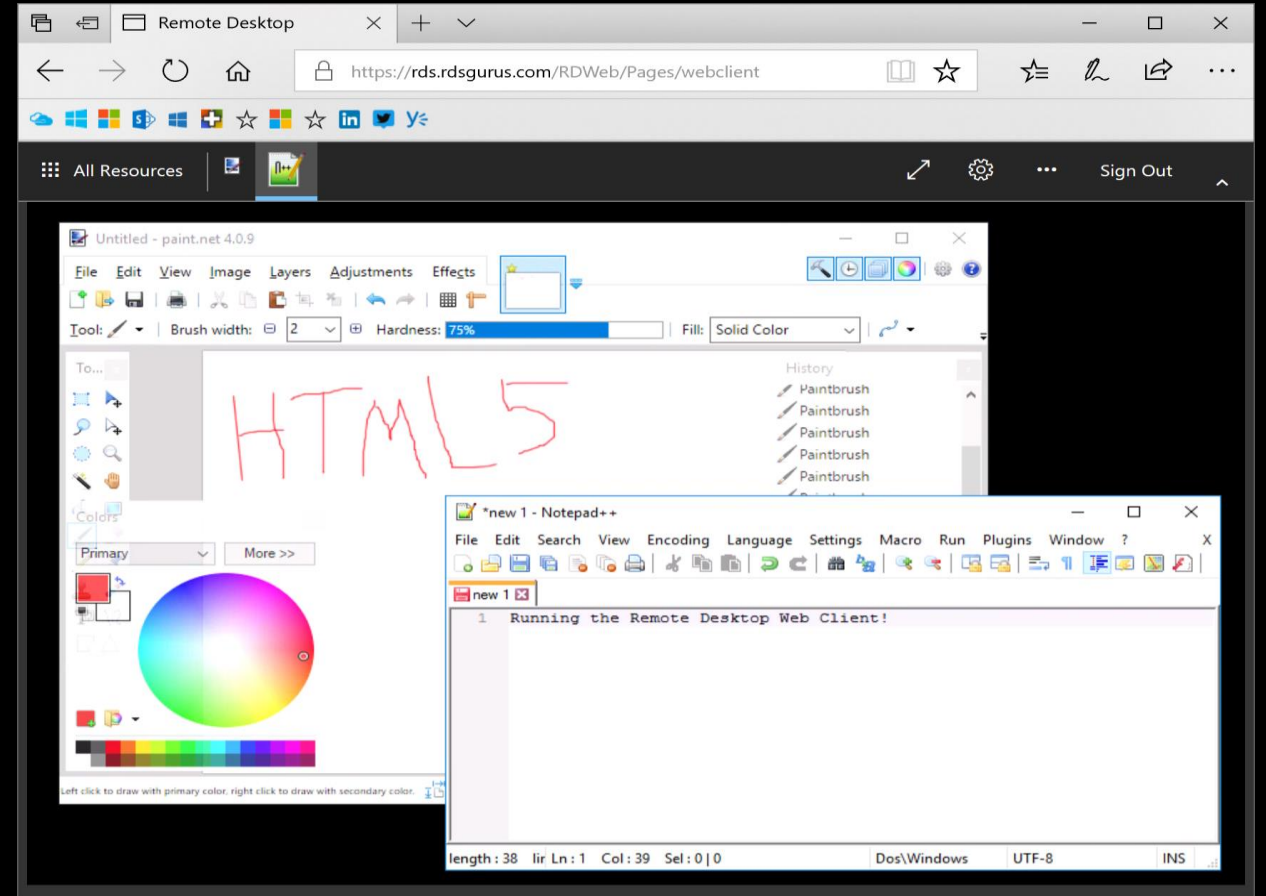 Remote Desktop
https://rds.rdsgurus.com/RDWeb/Pages/webclient
All Resources
Sign Out
Untitled - paint.net 4.0.9
File Edit View Image Layers Adjustments Effects
Tool: Brush width: 2 Hardness: 75% Fill: Solid Color
To...
History
Paintbrush
Paintbrush
Paintbrush
Paintbrush
Paintbrush
HTML5
Colors
Primary More >>
Left click to draw with primary color, right click to draw with secondary color.
*new 1 - Notepad++
File Edit Search View Encoding Language Settings Macro Run Plugins Window ? X
new 1
1 Running the Remote Desktop Web Client!
length : 38 lir Ln : 1 Col : 39 Sel : 0 | 0 Dos\Windows UTF-8 INS